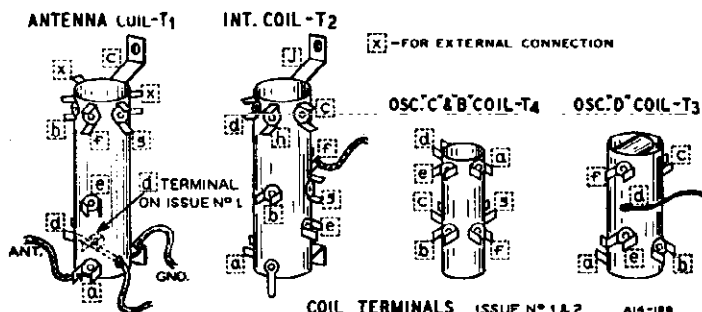 ANTENNA COIL-T1
INT. COIL-T2
x -FOR EXTERNAL CONNECTION
OSC."C"&"B"COIL-T4
OSC."D"COIL-T3
c
x
x
h
f
g
e
d TERMINAL
ON ISSUE Nº 1
d
ANT.
GND.
a
J
c
d
h
f
b
g
e
a
d
a
e
c
g
b
f
c
f
d
a
e
b
COIL TERMINALS ISSUE Nº 1 & 2